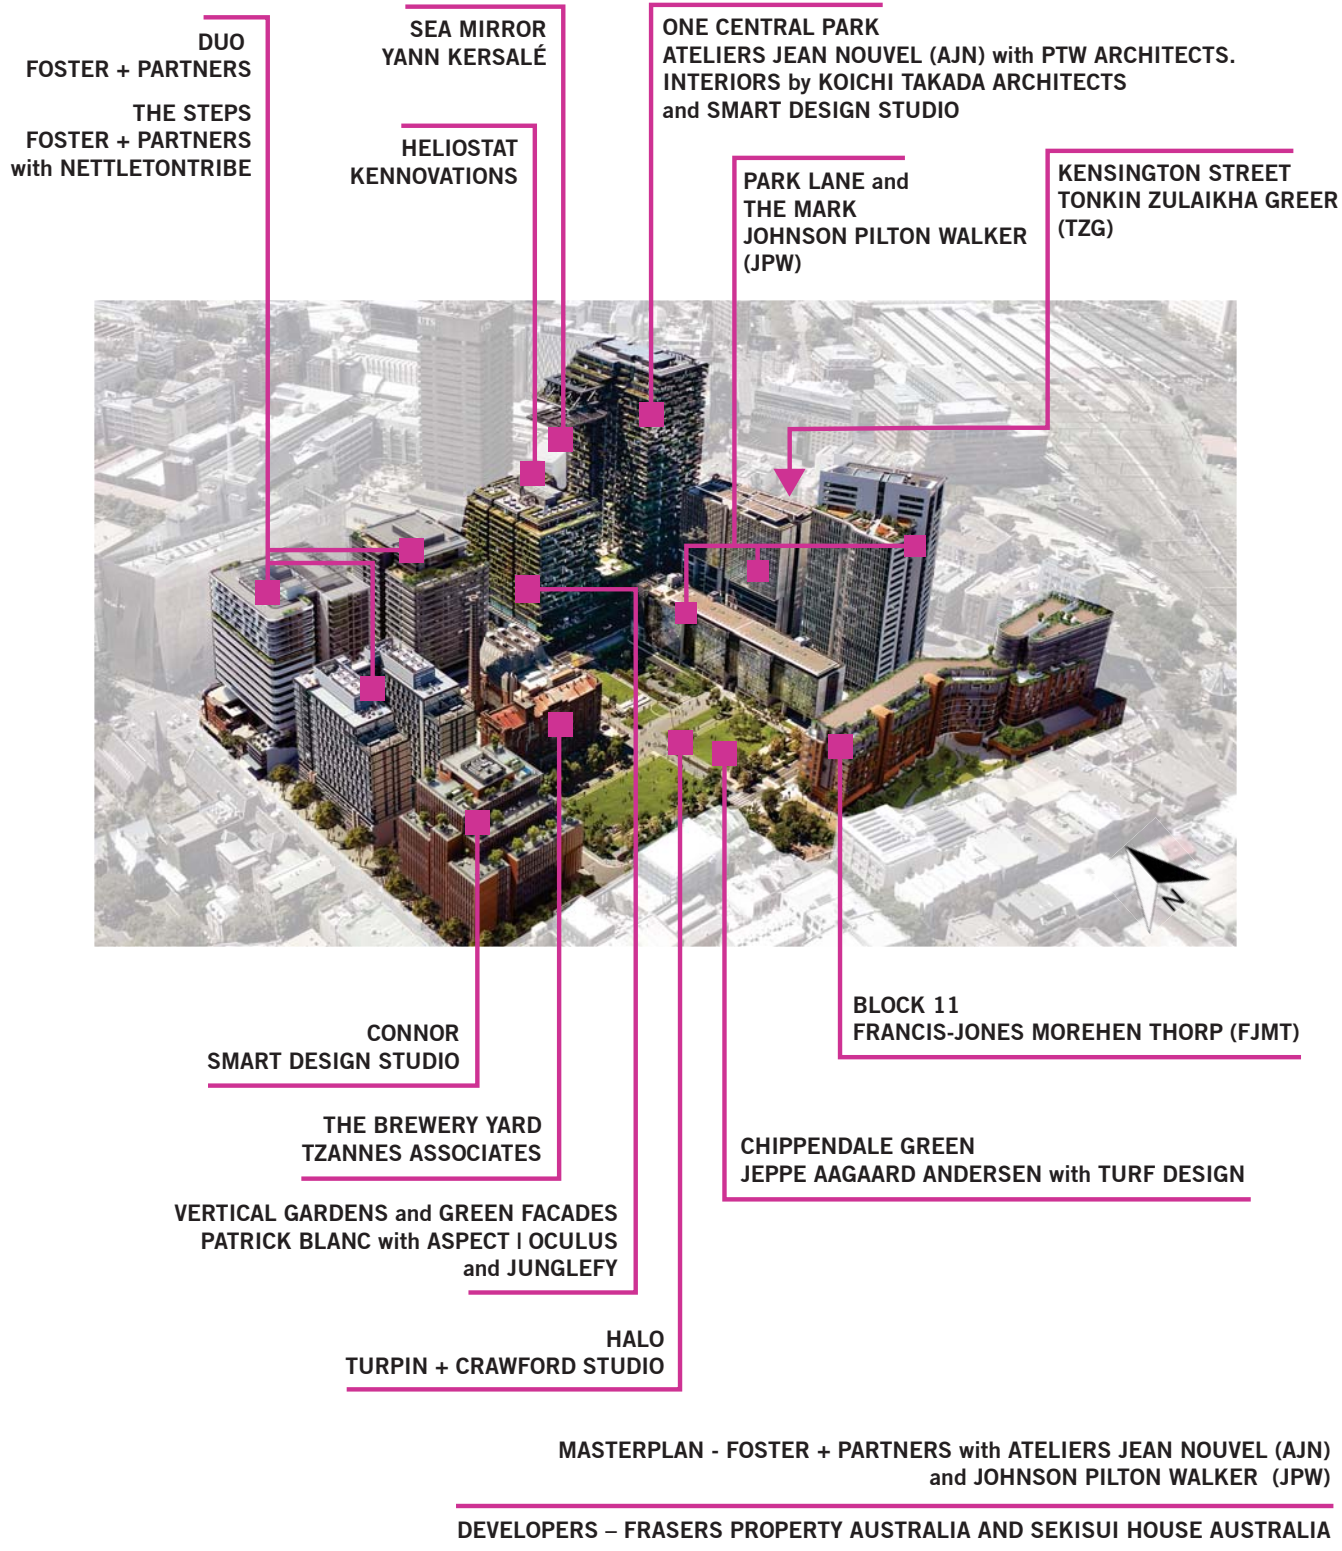 DUO
FOSTER + PARTNERS
THE STEPS
FOSTER + PARTNERS
with NETTLETONTRIBE
SEA MIRROR
YANN KERSALÉ
HELIOSTAT
KENNOVATIONS
ONE CENTRAL PARK
ATELIERS JEAN NOUVEL (AJN) with PTW ARCHITECTS.
INTERIORS by KOICHI TAKADA ARCHITECTS
and SMART DESIGN STUDIO
PARK LANE and
THE MARK
JOHNSON PILTON WALKER
(JPW)
KENSINGTON STREET
TONKIN ZULAIKHA GREER
(TZG)
UTS
N
CONNOR
SMART DESIGN STUDIO
THE BREWERY YARD
TZANNES ASSOCIATES
VERTICAL GARDENS and GREEN FACADES
PATRICK BLANC with ASPECT | OCULUS
and JUNGLEFY
HALO
TURPIN + CRAWFORD STUDIO
BLOCK 11
FRANCIS-JONES MOREHEN THORP (FJMT)
CHIPPENDALE GREEN
JEPPE AAGAARD ANDERSEN with TURF DESIGN
MASTERPLAN - FOSTER + PARTNERS with ATELIERS JEAN NOUVEL (AJN)
and JOHNSON PILTON WALKER (JPW)
DEVELOPERS – FRASERS PROPERTY AUSTRALIA AND SEKISUI HOUSE AUSTRALIA